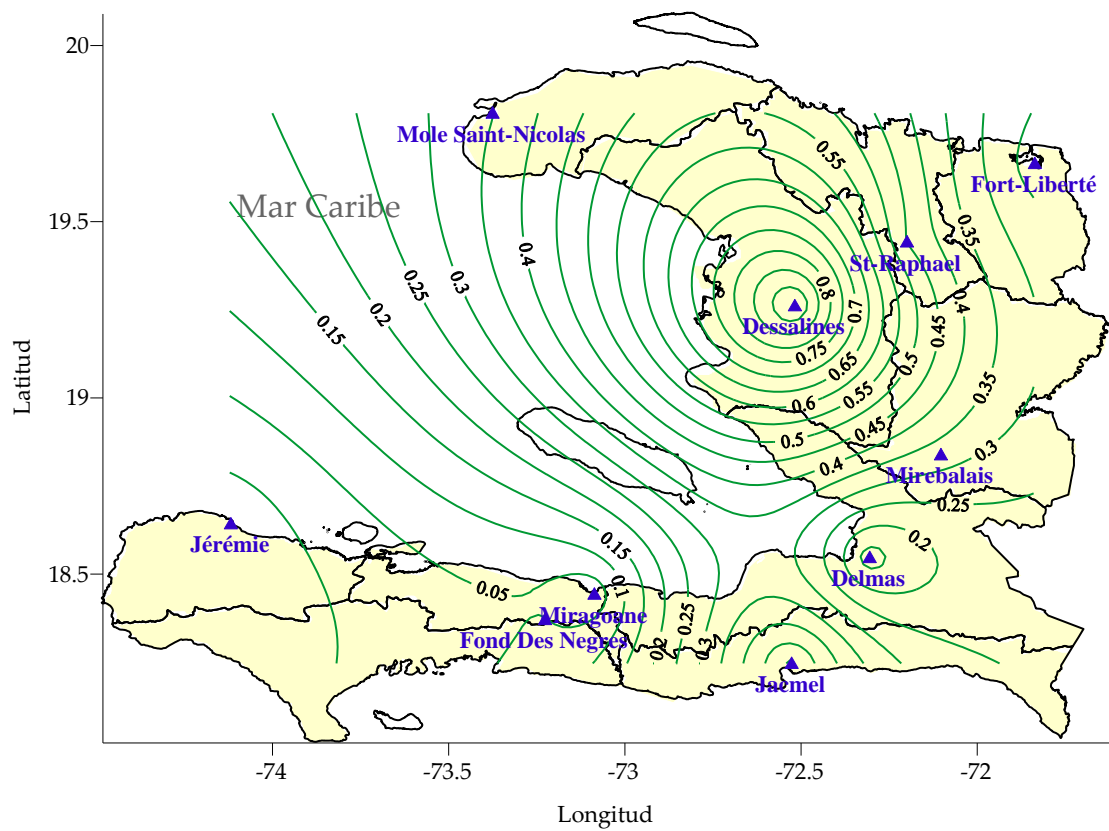 20
Mole Saint-Nicolas
0.55
Fort-Liberté
Mar Caribe
19.5
0.35
0.4
St-Raphael
0.3
0.25
0.8
0.4
0.2
0.7
0.15
Dessalines
0.45
0.75
0.5
0.65
Latitud
19
0.6
0.55
0.35
0.5
0.45
0.4
0.3
Mirebalais
0.25
Jérémie
0.15
0.2
18.5
Delmas
0.05
0.1
Miragoane
0.25
Fond Des Negres
0.2
0.3
Jacmel
-74
-73.5
-73
-72.5
-72
Longitud